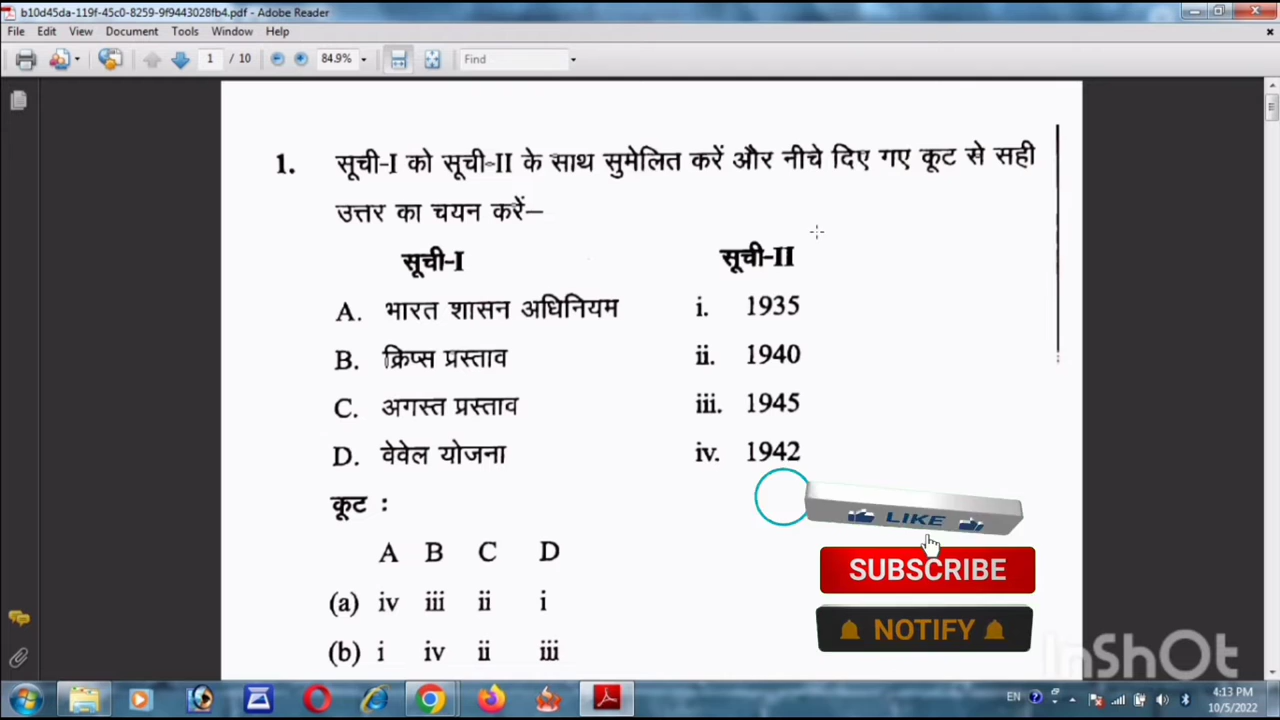 b10d45da-119f-45c0-8259-9f9443028fb4.pdf - Adobe Reader
File Edit View Document Tools Window Help
1 / 10 84.9% Find
1. सूची-I को सूची-II के साथ सुमेलित करें और नीचे दिए गए कूट से सही
उत्तर का चयन करें–
सूची-I सूची-II
A. भारत शासन अधिनियम i. 1935
B. क्रिप्स प्रस्ताव ii. 1940
C. अगस्त प्रस्ताव iii. 1945
D. वेवेल योजना iv. 1942
कूट :
LIKE
A B C D
SUBSCRIBE
(a) iv iii ii i
NOTIFY
(b) i iv ii iii
InShOt
EN 4:13 PM
10/5/2022